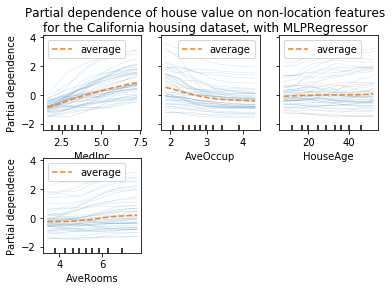 Partial dependence of house value on non-location features
for the California housing dataset, with MLPRegressor
Partial dependence
4
2
0
−2
average
2.5
5.0
7.5
MedInc
average
2
3
4
AveOccup
average
20
40
HouseAge
Partial dependence
4
2
0
−2
average
4
6
AveRooms